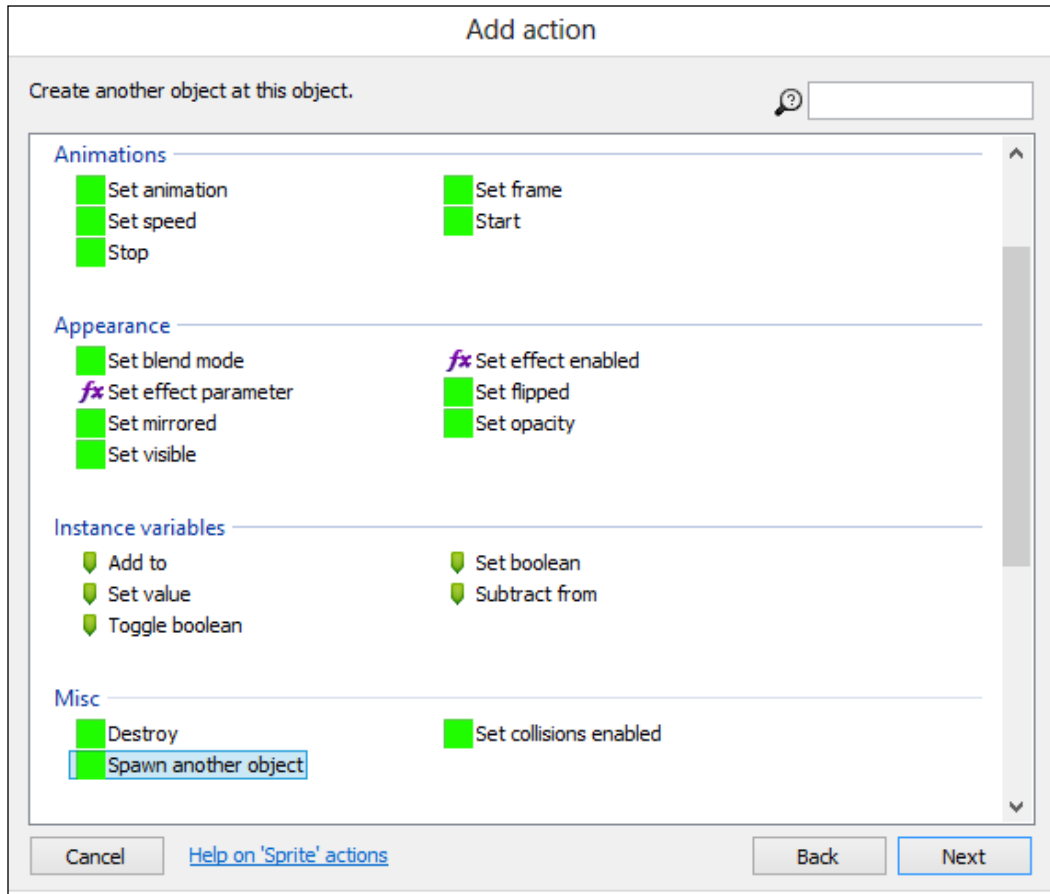 Add action
Create another object at this object.
Animations
Set animation Set frame
Set speed Start
Stop
Appearance
Set blend mode fx Set effect enabled
fx Set effect parameter Set flipped
Set mirrored Set opacity
Set visible
Instance variables
Add to Set boolean
Set value Subtract from
Toggle boolean
Misc
Destroy Set collisions enabled
Spawn another object
Cancel Help on 'Sprite' actions Back Next